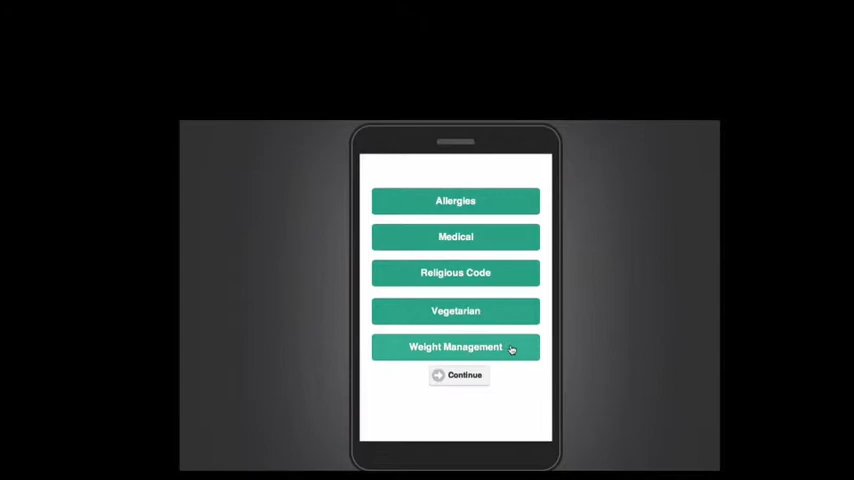 Allergies
Medical
Religious Code
Vegetarian
Weight Management
Continue